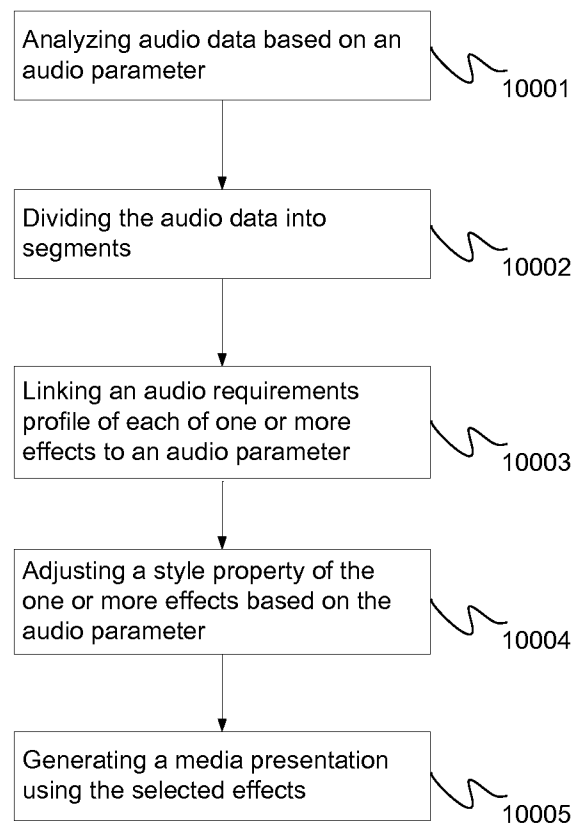 Analyzing audio data based on an
audio parameter
10001
Dividing the audio data into
segments
10002
Linking an audio requirements
profile of each of one or more
effects to an audio parameter
10003
Adjusting a style property of the
one or more effects based on the
audio parameter
10004
Generating a media presentation
using the selected effects
10005